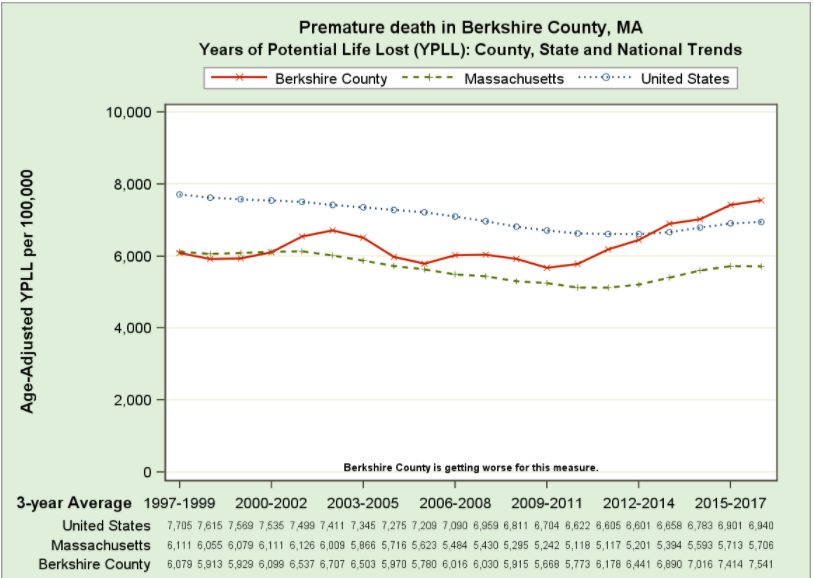 Premature death in Berkshire County, MA
Years of Potential Life Lost (YPLL): County, State and National Trends
Berkshire County Massachusetts United States
Age-Adjusted YPLL per 100,000
10,000
8,000
6,000
4,000
2,000
0
Berkshire County is getting worse for this measure.
3-year Average 1997-1999 2000-2002 2003-2005 2006-2008 2009-2011 2012-2014 2015-2017
United States 7,705 7,615 7,569 7,535 7,499 7,411 7,345 7,275 7,209 7,090 6,959 6,811 6,704 6,622 6,605 6,601 6,658 6,783 6,901 6,940
Massachusetts 6,111 6,055 6,079 6,111 6,126 6,009 5,866 5,716 5,623 5,484 5,430 5,295 5,242 5,118 5,117 5,201 5,394 5,593 5,713 5,706
Berkshire County 6,079 5,913 5,929 6,099 6,537 6,707 6,503 5,970 5,780 6,016 6,030 5,915 5,668 5,773 6,178 6,441 6,890 7,016 7,414 7,541